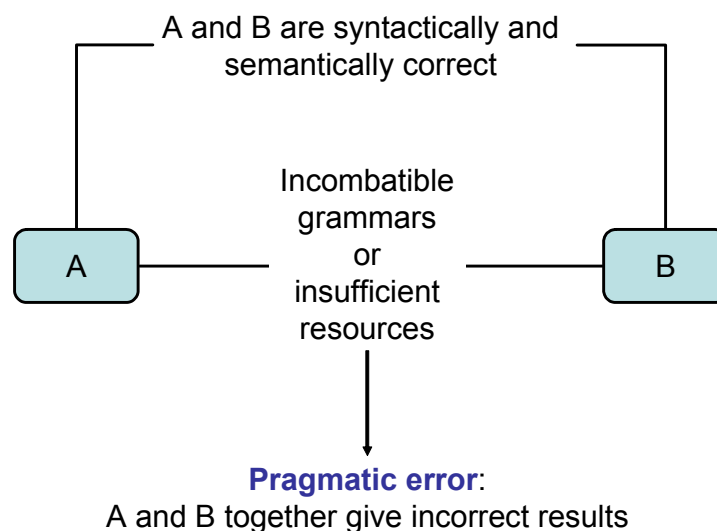 A and B are syntactically and
semantically correct
Incombatible
grammars
or
insufficient
resources
A
B
Pragmatic error:
A and B together give incorrect results